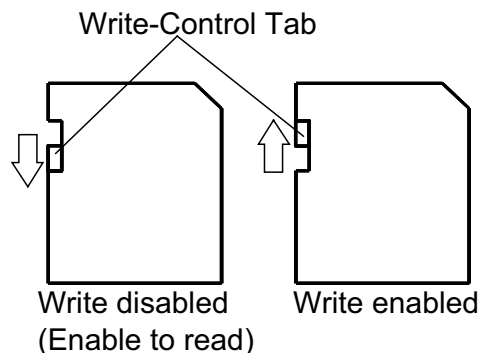 Write-Control Tab
Write disabled
(Enable to read)
Write enabled